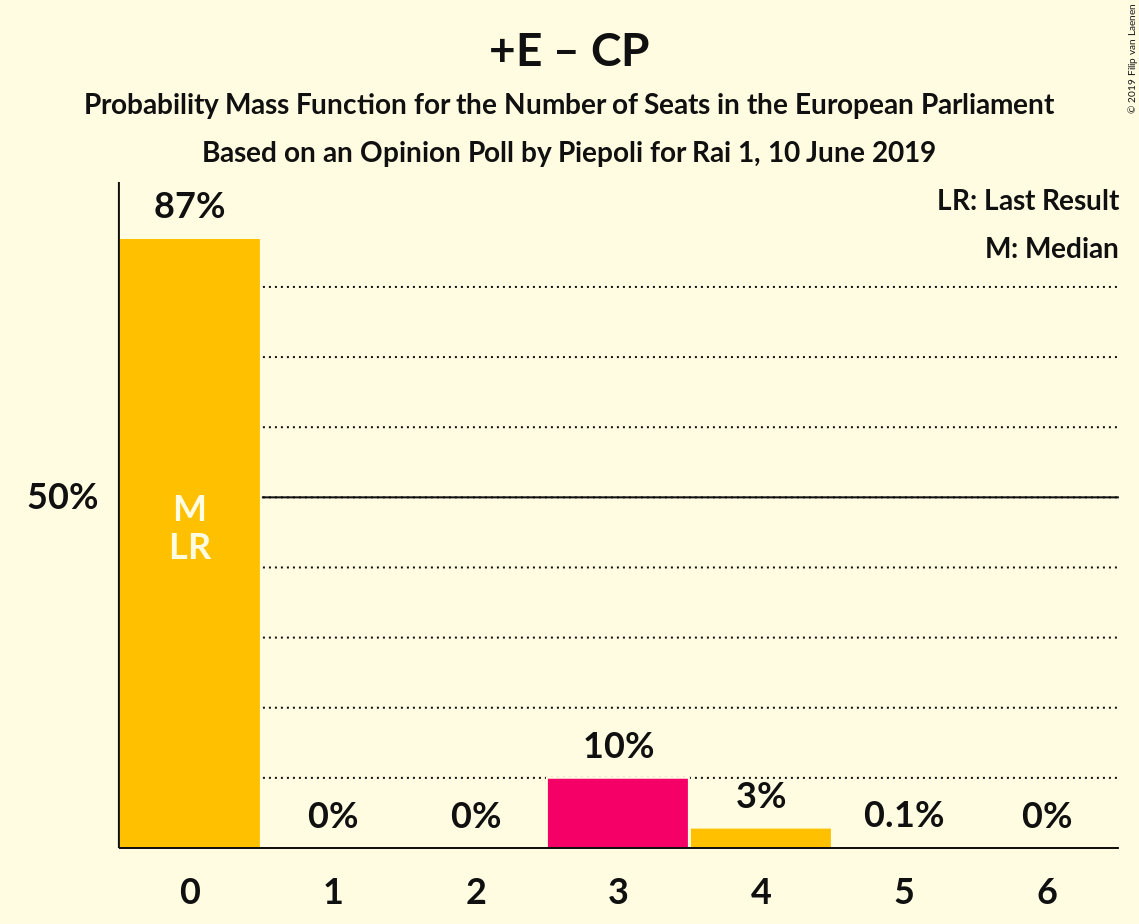 +E – CP
Probability Mass Function for the Number of Seats in the European Parliament
Based on an Opinion Poll by Piepoli for Rai 1, 10 June 2019
© 2019 Filip van Laenen
LR: Last Result
M: Median
87%
50%
M
LR
10%
3%
0%
0%
0.1%
0%
0 1 2 3 4 5 6